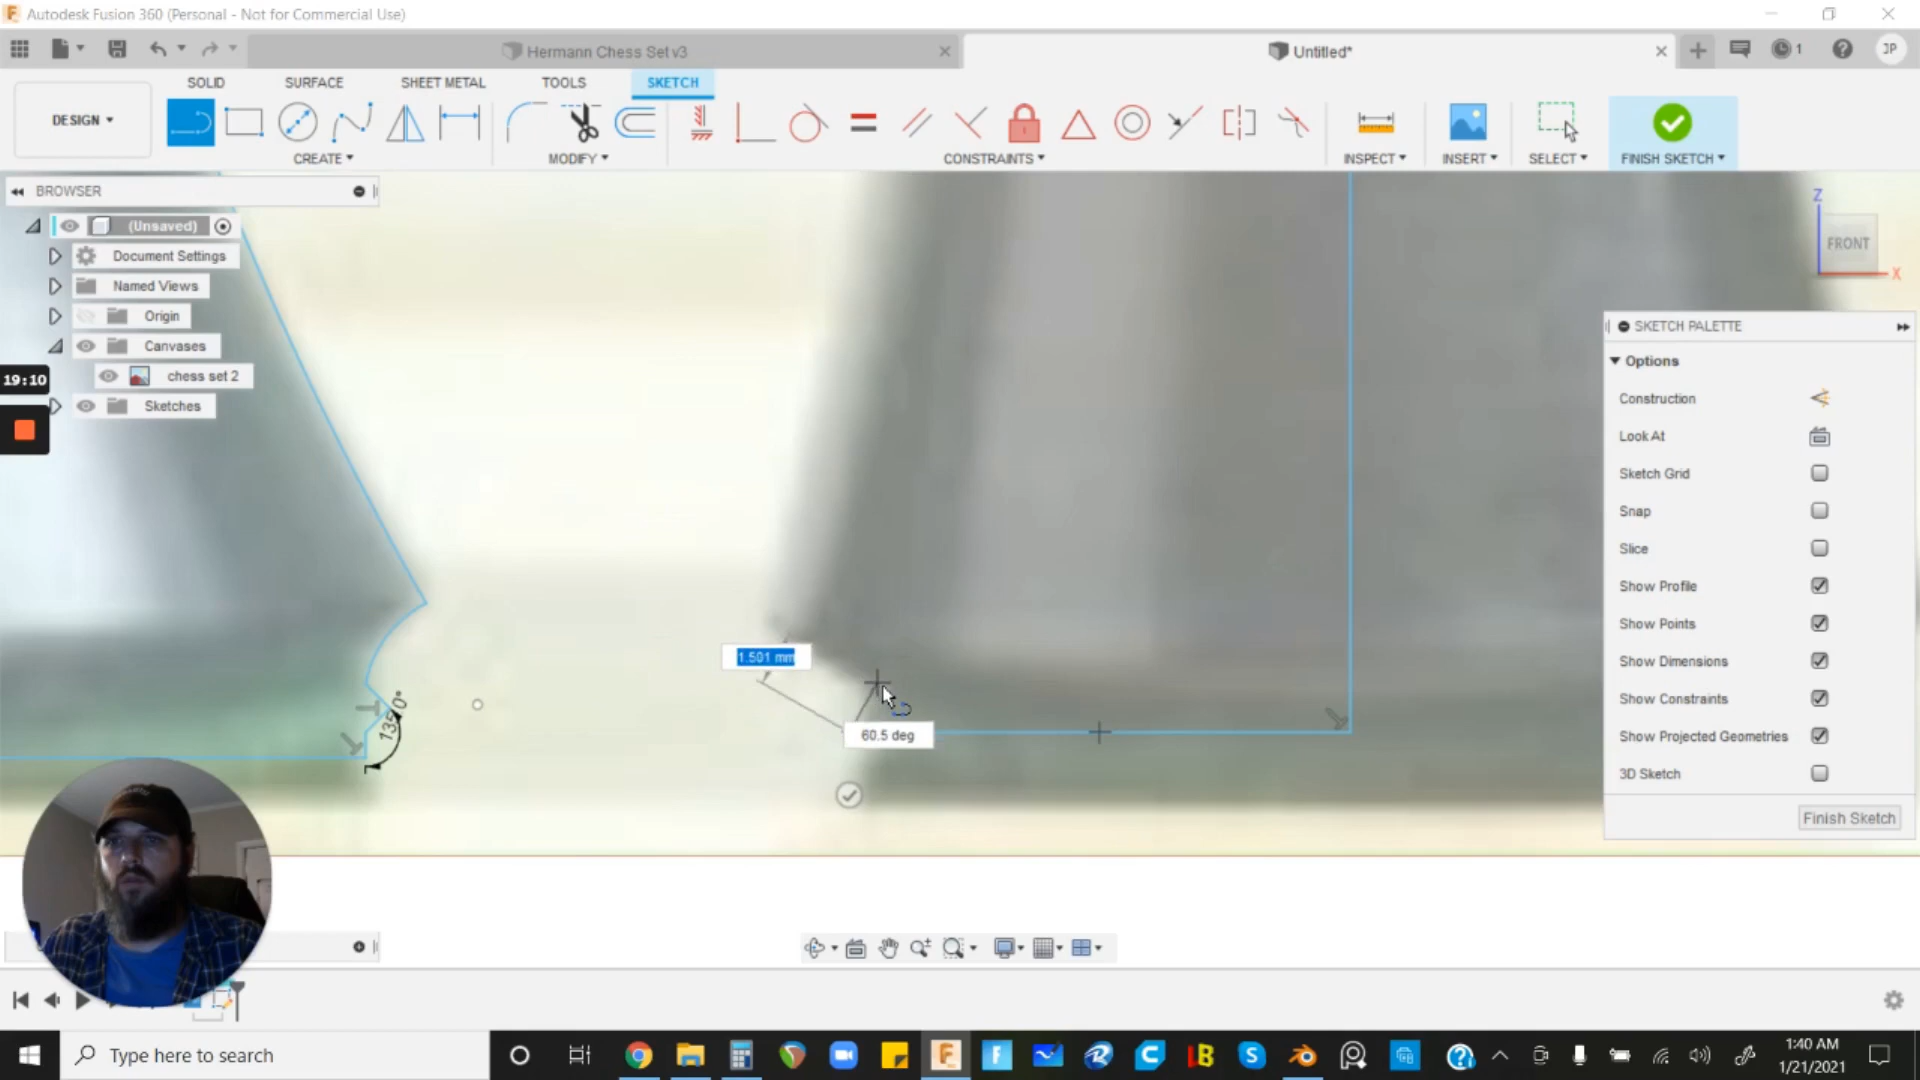 Autodesk Fusion 360 (Personal - Not for Commercial Use)
Hermann Chess Set v3
Untitled*
1
JP
DESIGN
SOLID
SURFACE
SHEET METAL
TOOLS
SKETCH
CREATE
MODIFY
CONSTRAINTS
INSPECT
INSERT
SELECT
FINISH SKETCH
BROWSER
(Unsaved)
Document Settings
Named Views
Origin
Canvases
chess set 2
Sketches
19:10
Z
FRONT
X
SKETCH PALETTE
Options
Construction
Look At
Sketch Grid
Snap
Slice
Show Profile
Show Points
Show Dimensions
Show Constraints
Show Projected Geometries
3D Sketch
Finish Sketch
1.501 mm
60.5 deg
Type here to search
1:40 AM
1/21/2021